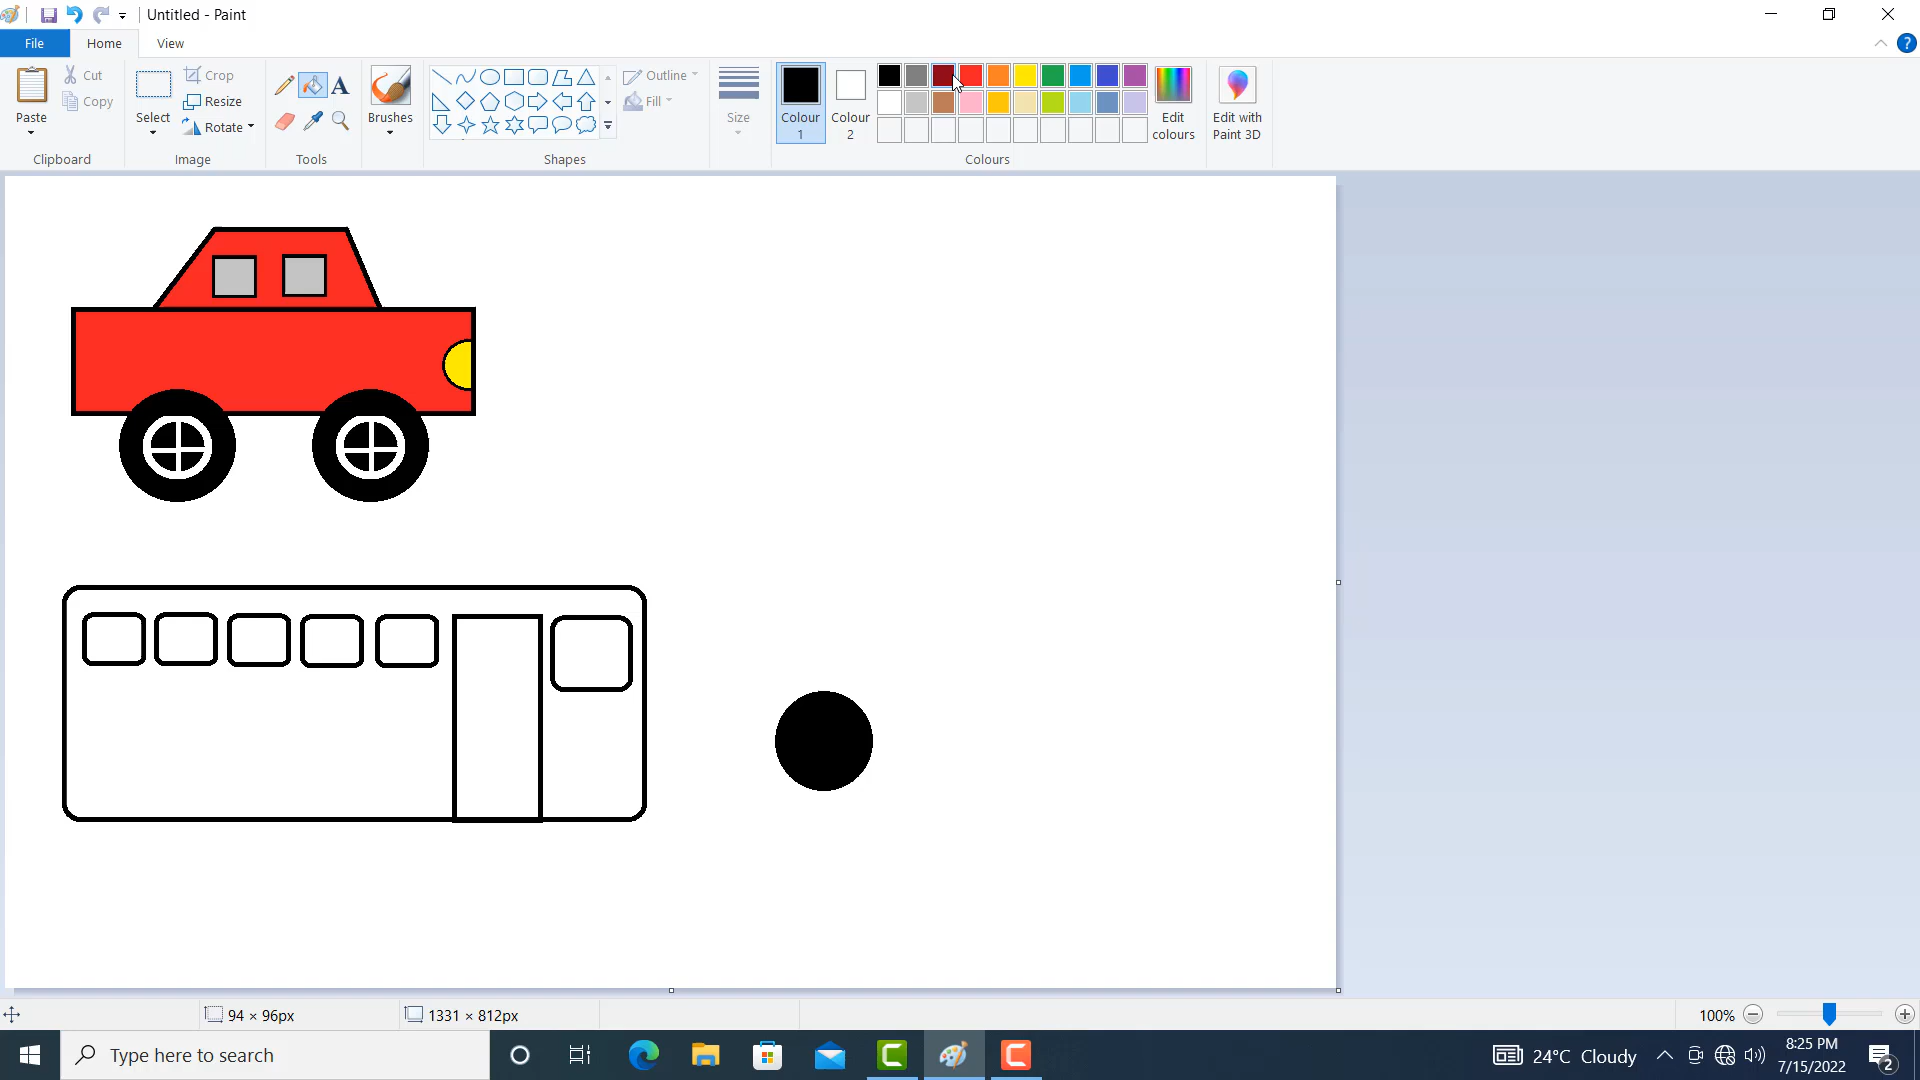 Untitled - Paint
File Home View
Cut
Copy
Paste
Clipboard
Select
Crop
Resize
Rotate
Image
A
Tools
Brushes
Shapes
Outline
Fill
Size
Colour 1
Colour 2
Colours
Edit colours
Edit with Paint 3D
?
94 × 96px
1331 × 812px
100%
Type here to search
24°C Cloudy
8:25 PM
7/15/2022
2